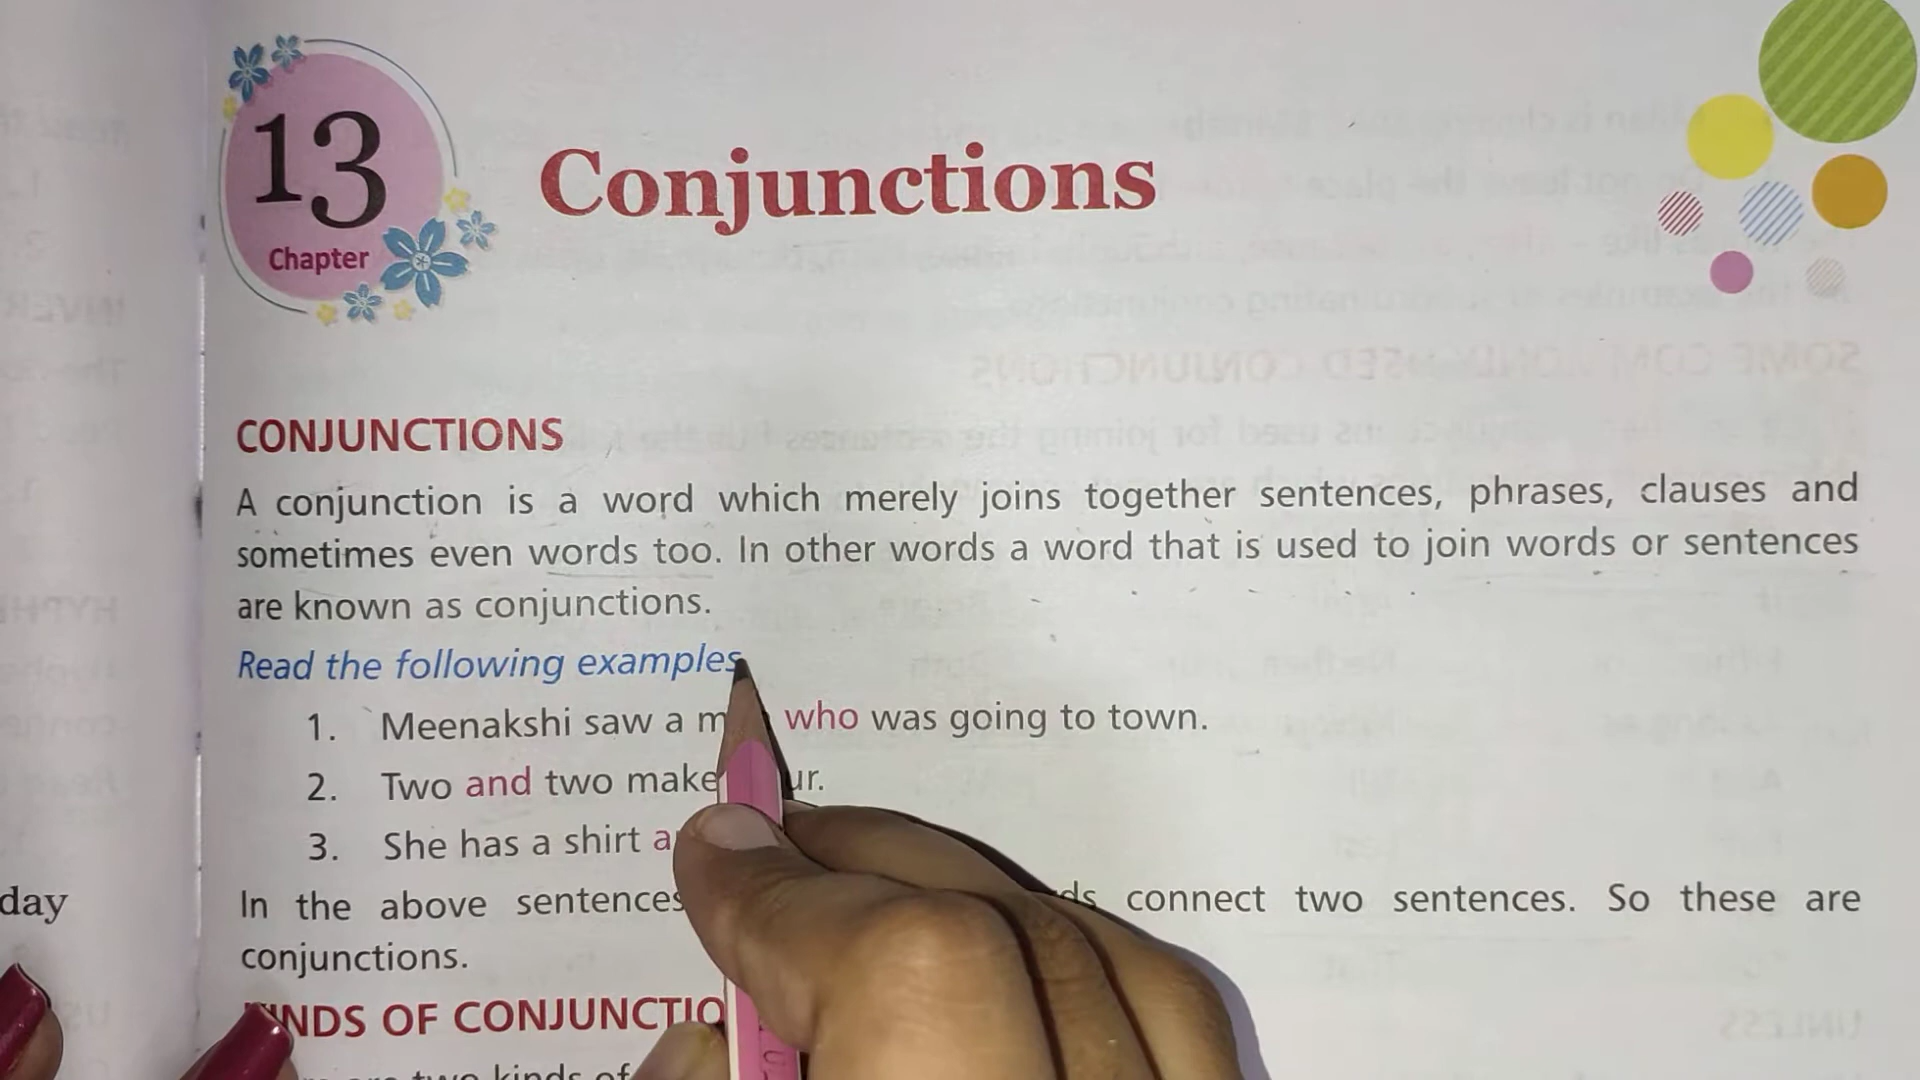 13
Chapter
Conjunctions
CONJUNCTIONS
A conjunction is a word which merely joins together sentences, phrases, clauses and
sometimes even words too. In other words a word that is used to join words or sentences
are known as conjunctions.
Read the following examples
1. Meenakshi saw a who was going to town.
2. Two and two make
3. She has a shirt
In the above sentences connect two sentences. So these are
conjunctions.
OF
two kinds of
day